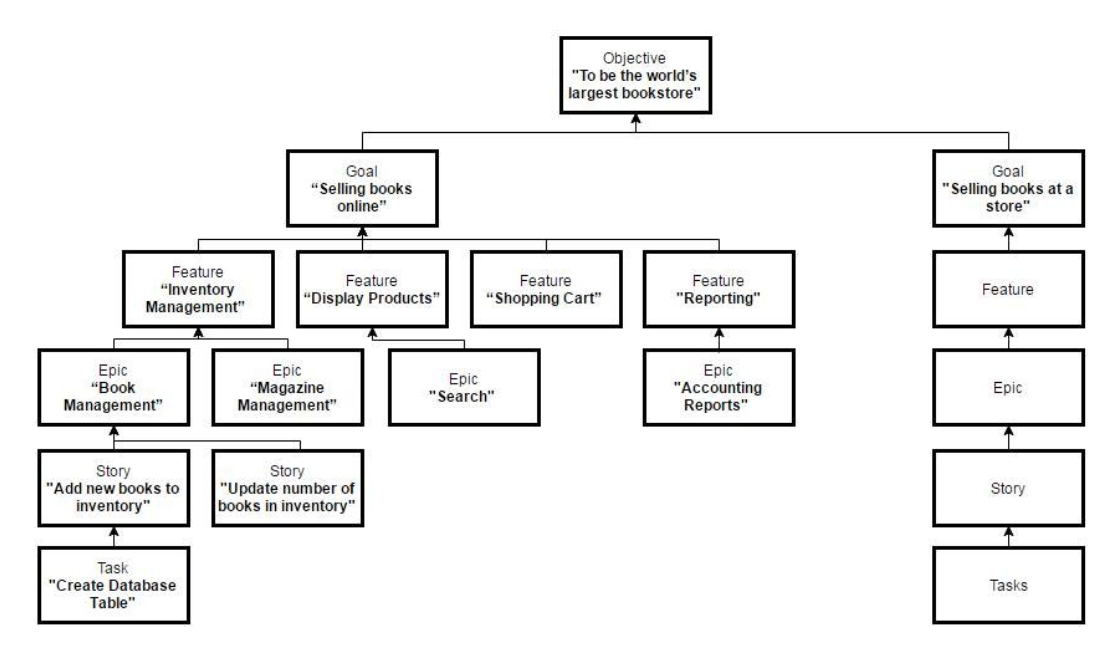 Objective
"To be the world's
largest bookstore"
Goal
“Selling books
online”
Goal
"Selling books at a
store"
Feature
“Inventory
Management”
Feature
“Display Products”
Feature
“Shopping Cart”
Feature
"Reporting"
Feature
Epic
“Book
Management”
Epic
“Magazine
Management”
Epic
"Search"
Epic
"Accounting
Reports"
Epic
Story
"Add new books to
inventory"
Story
"Update number of
books in inventory"
Story
Task
"Create Database
Table"
Tasks